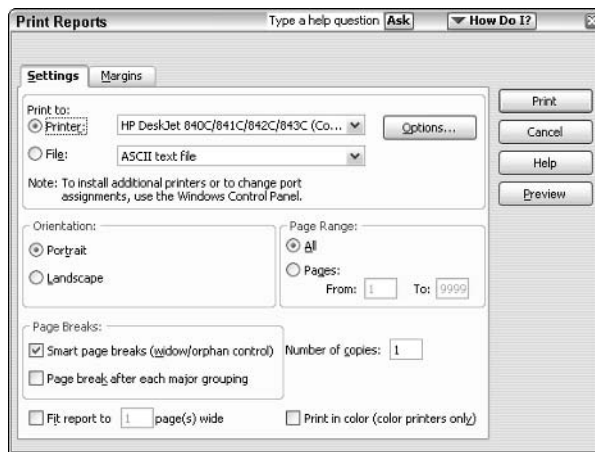 Print Reports
Type a help question Ask
How Do I?
Settings
Margins
Print to:
Printer: HP DeskJet 840C/841C/842C/843C (Co... Options...
File: ASCII text file
Note: To install additional printers or to change port
assignments, use the Windows Control Panel.
Orientation:
Portrait
Landscape
Page Range:
All
Pages:
From: 1 To: 9999
Page Breaks:
Smart page breaks (widow/orphan control)
Page break after each major grouping
Number of copies: 1
Fit report to 1 page(s) wide
Print in color (color printers only)
Print
Cancel
Help
Preview